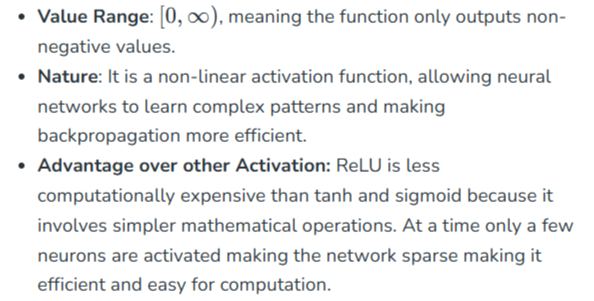 • Value Range: [0, ∞), meaning the function only outputs non-
negative values.
• Nature: It is a non-linear activation function, allowing neural
networks to learn complex patterns and making
backpropagation more efficient.
• Advantage over other Activation: ReLU is less
computationally expensive than tanh and sigmoid because it
involves simpler mathematical operations. At a time only a few
neurons are activated making the network sparse making it
efficient and easy for computation.